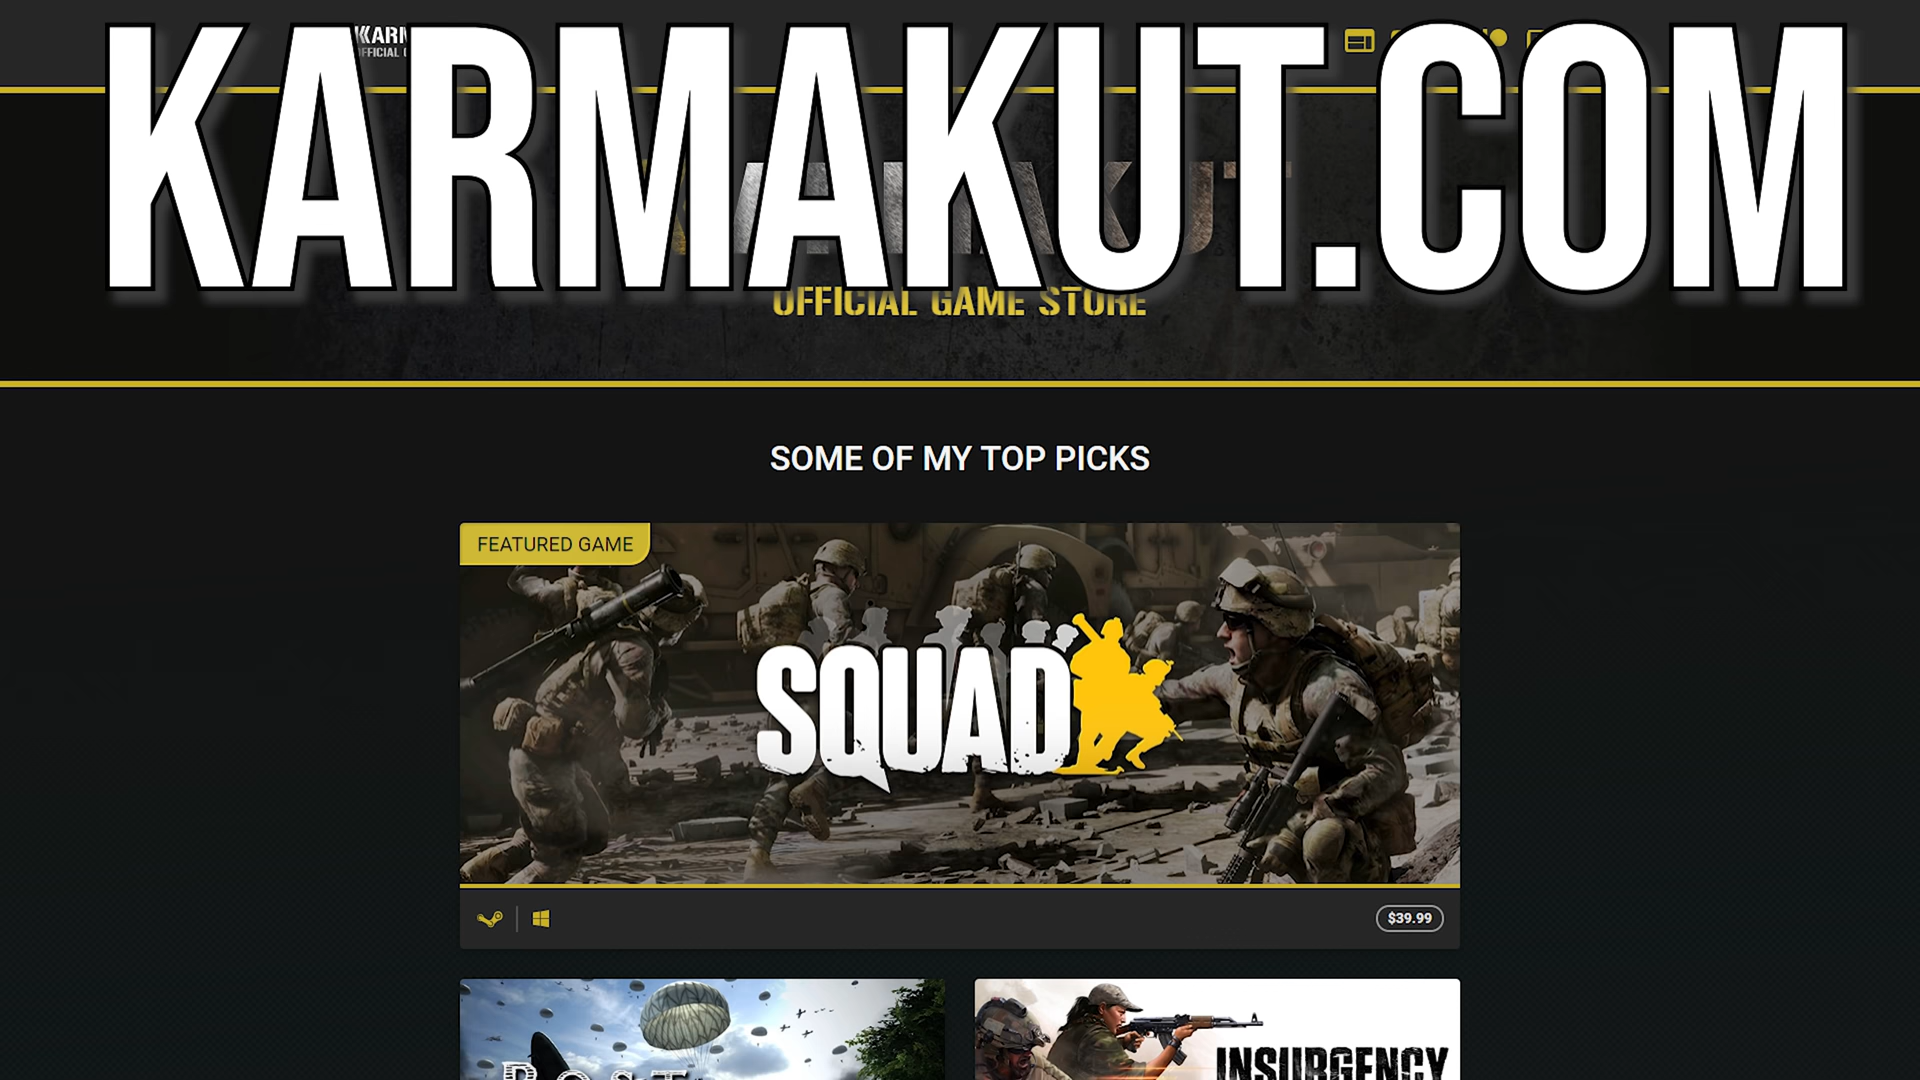 KARMAKUT.COM
OFFICIAL GAME STORE
SOME OF MY TOP PICKS
FEATURED GAME
SQUAD
$39.99
INSURGENCY